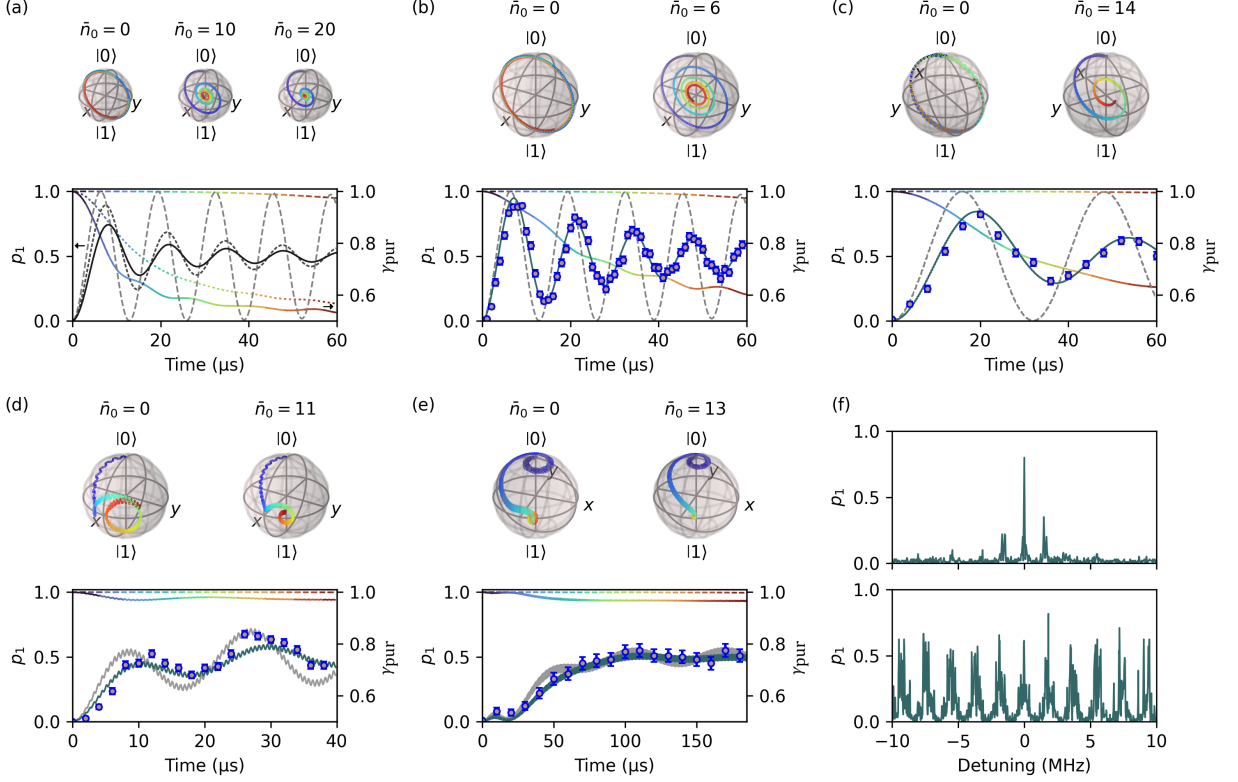 (a)
n̄₀ = 0
n̄₀ = 10
n̄₀ = 20
|0⟩
|0⟩
|0⟩
x
y
x
y
x
y
|1⟩
|1⟩
|1⟩
1.0
0.5
0.0
p₁
1.0
0.8
0.6
γpur
0
20
40
60
Time (μs)
(b)
n̄₀ = 0
n̄₀ = 6
|0⟩
|0⟩
x
y
x
y
|1⟩
|1⟩
1.0
0.5
0.0
p₁
1.0
0.8
0.6
γpur
0
20
40
60
Time (μs)
(c)
n̄₀ = 0
n̄₀ = 14
|0⟩
|0⟩
x
y
x
y
|1⟩
|1⟩
1.0
0.5
0.0
p₁
1.0
0.8
0.6
γpur
0
20
40
60
Time (μs)
(d)
n̄₀ = 0
n̄₀ = 11
|0⟩
|0⟩
x
y
x
y
|1⟩
|1⟩
1.0
0.5
0.0
p₁
1.0
0.8
0.6
γpur
0
10
20
30
40
Time (μs)
(e)
n̄₀ = 0
n̄₀ = 13
|0⟩
|0⟩
y
x
y
x
|1⟩
|1⟩
1.0
0.5
0.0
p₁
1.0
0.8
0.6
γpur
0
50
100
150
Time (μs)
(f)
1.0
0.5
0.0
p₁
1.0
0.5
0.0
p₁
−10
−5
0
5
10
Detuning (MHz)